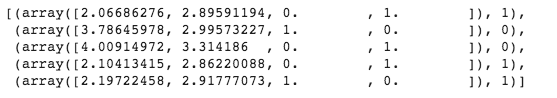 [(array([2.06686276, 2.89591194, 0.        , 1.        ]), 1),
 (array([3.78645978, 2.99573227, 1.        , 0.        ]), 0),
 (array([4.00914972, 3.314186  , 0.        , 1.        ]), 0),
 (array([2.10413415, 2.86220088, 0.        , 1.        ]), 1),
 (array([2.19722458, 2.91777073, 1.        , 0.        ]), 1)]